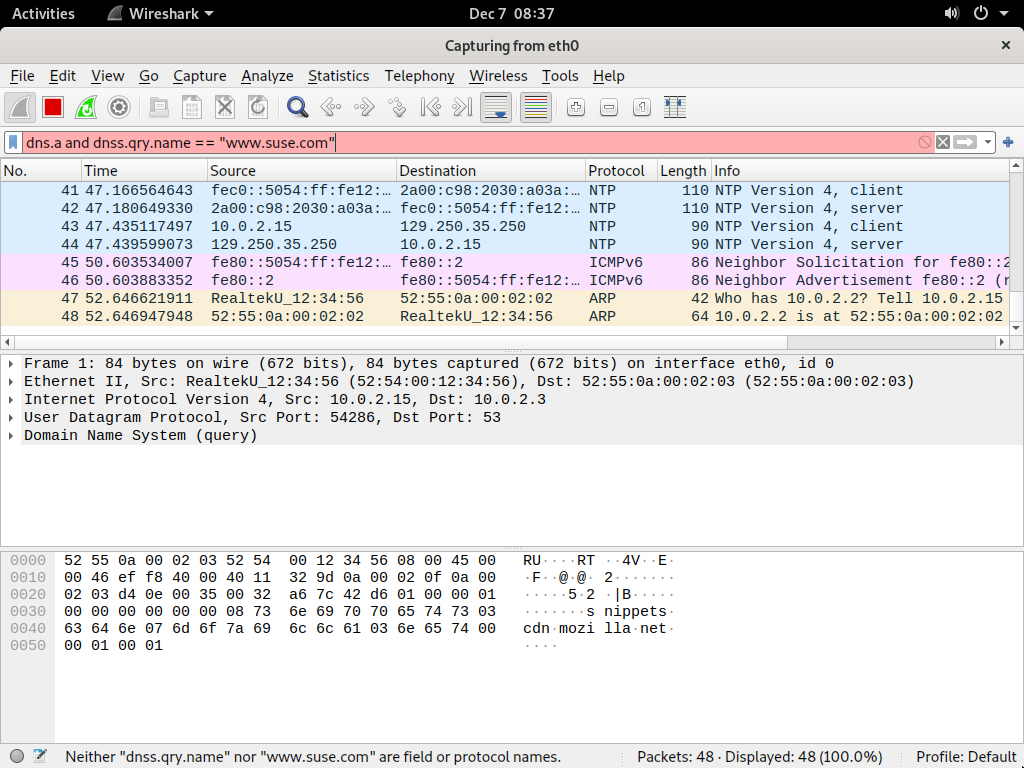 Activities Wireshark Dec 7 08:37
Capturing from eth0
File Edit View Go Capture Analyze Statistics Telephony Wireless Tools Help
dns.a and dnss.qry.name == "www.suse.com"
No. Time Source Destination Protocol Length Info
41 47.166564643 fec0::5054:ff:fe12:… 2a00:c98:2030:a03a:… NTP 110 NTP Version 4, client
42 47.180649330 2a00:c98:2030:a03a:… fec0::5054:ff:fe12:… NTP 110 NTP Version 4, server
43 47.435117497 10.0.2.15 129.250.35.250 NTP 90 NTP Version 4, client
44 47.439599073 129.250.35.250 10.0.2.15 NTP 90 NTP Version 4, server
45 50.603534007 fe80::5054:ff:fe12:… fe80::2 ICMPv6 86 Neighbor Solicitation for fe80::2
46 50.603883352 fe80::2 fe80::5054:ff:fe12:… ICMPv6 86 Neighbor Advertisement fe80::2 (r
47 52.646621911 RealtekU_12:34:56 52:55:0a:00:02:02 ARP 42 Who has 10.0.2.2? Tell 10.0.2.15
48 52.646947948 52:55:0a:00:02:02 RealtekU_12:34:56 ARP 64 10.0.2.2 is at 52:55:0a:00:02:02
Frame 1: 84 bytes on wire (672 bits), 84 bytes captured (672 bits) on interface eth0, id 0
Ethernet II, Src: RealtekU_12:34:56 (52:54:00:12:34:56), Dst: 52:55:0a:00:02:03 (52:55:0a:00:02:03)
Internet Protocol Version 4, Src: 10.0.2.15, Dst: 10.0.2.3
User Datagram Protocol, Src Port: 54286, Dst Port: 53
Domain Name System (query)
0000 52 55 0a 00 02 03 52 54 00 12 34 56 08 00 45 00 RU····RT ··4V··E·
0010 00 46 ef f8 40 00 40 11 32 9d 0a 00 02 0f 0a 00 ·F··@·@· 2·······
0020 02 03 d4 0e 00 35 00 32 a6 7c 42 d6 01 00 00 01 ·····5·2 ·|B·····
0030 00 00 00 00 00 00 08 73 6e 69 70 70 65 74 73 03 ·······s nippets·
0040 63 64 6e 07 6d 6f 7a 69 6c 6c 61 03 6e 65 74 00 cdn·mozi lla·net·
0050 00 01 00 01 ····
Neither "dnss.qry.name" nor "www.suse.com" are field or protocol names. Packets: 48 · Displayed: 48 (100.0%) Profile: Default